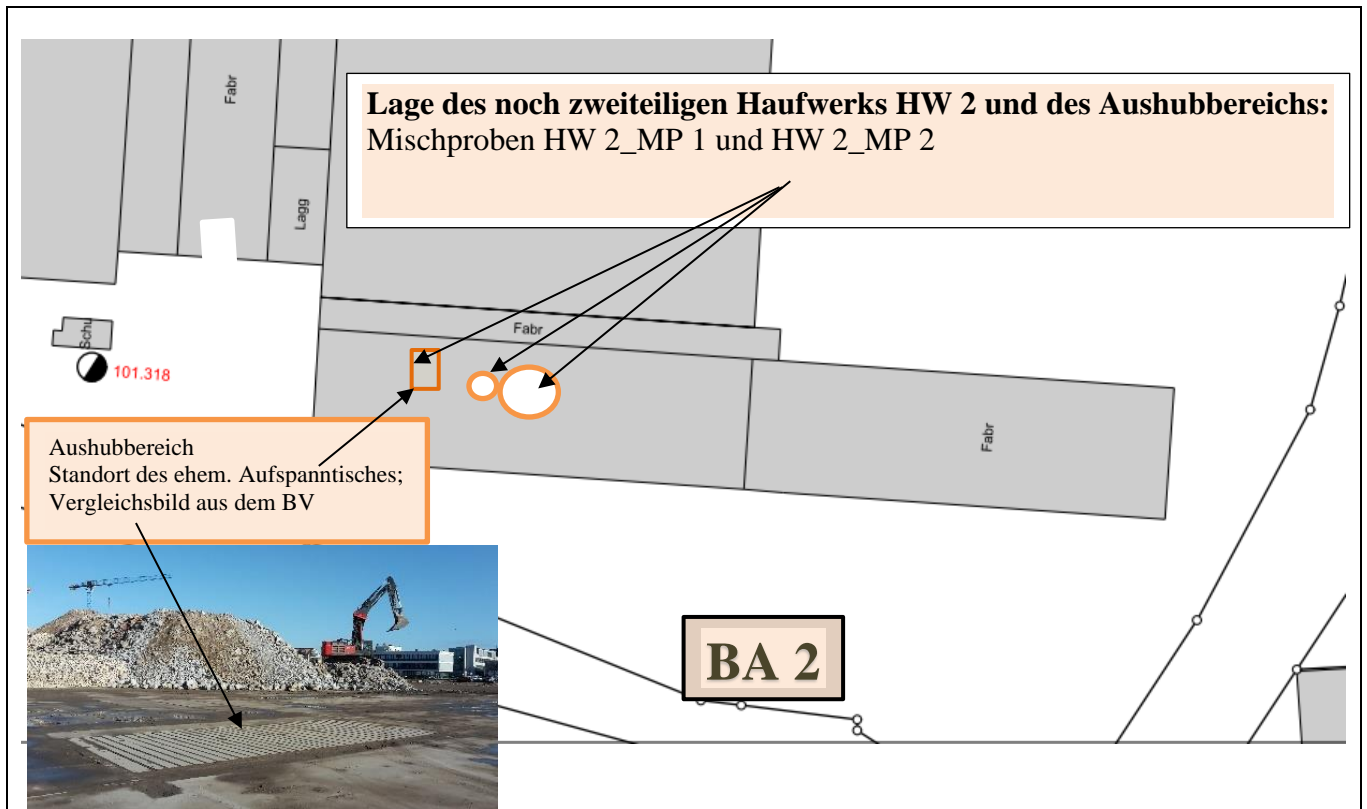 Fabr
Lagg
Lage des noch zweiteiligen Haufwerks HW 2 und des Aushubbereichs:
Mischproben HW 2_MP 1 und HW 2_MP 2
Schu
101.318
Fabr
Fabr
Aushubbereich
Standort des ehem. Aufspanntisches;
Vergleichsbild aus dem BV
BA 2